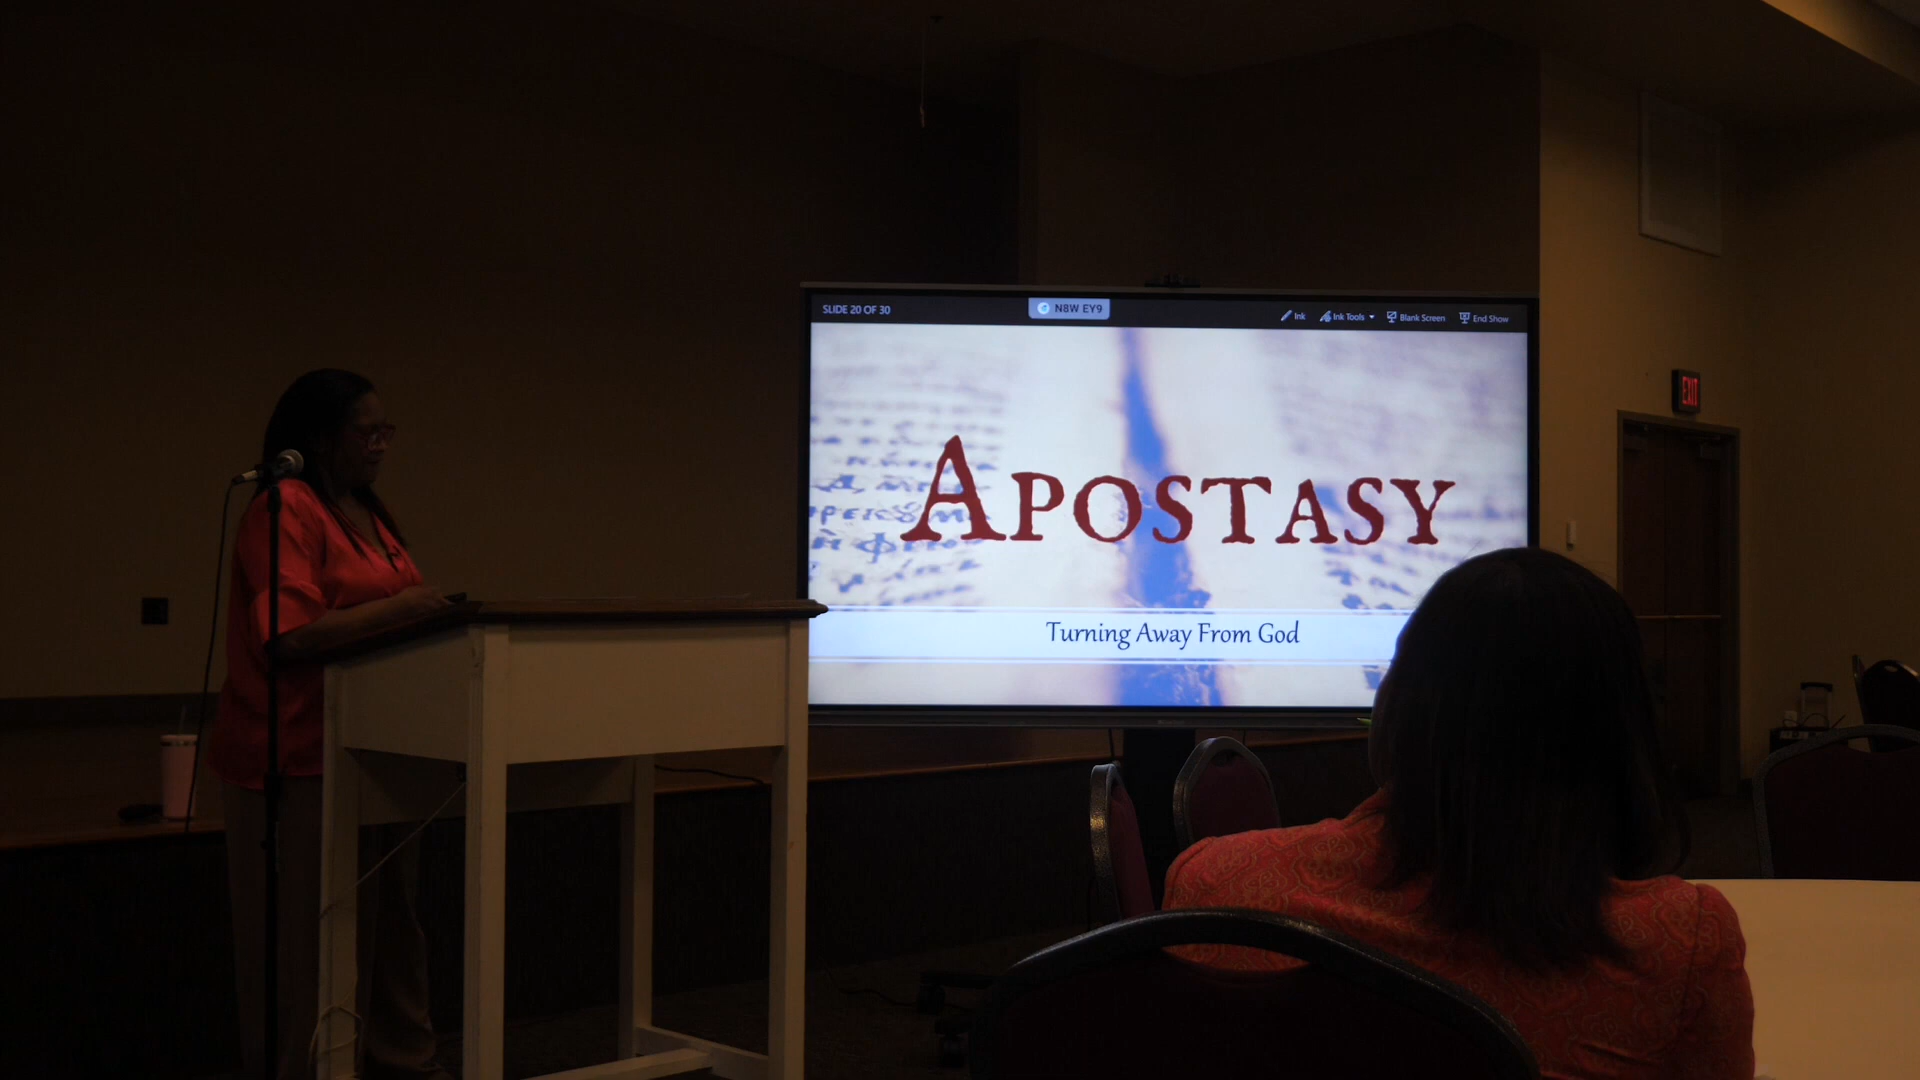 SLIDE 20 OF 30
N8W EY9
Ink
Ink Tools
Blank Screen
End Show
EXIT
APOSTASY
Turning Away From God